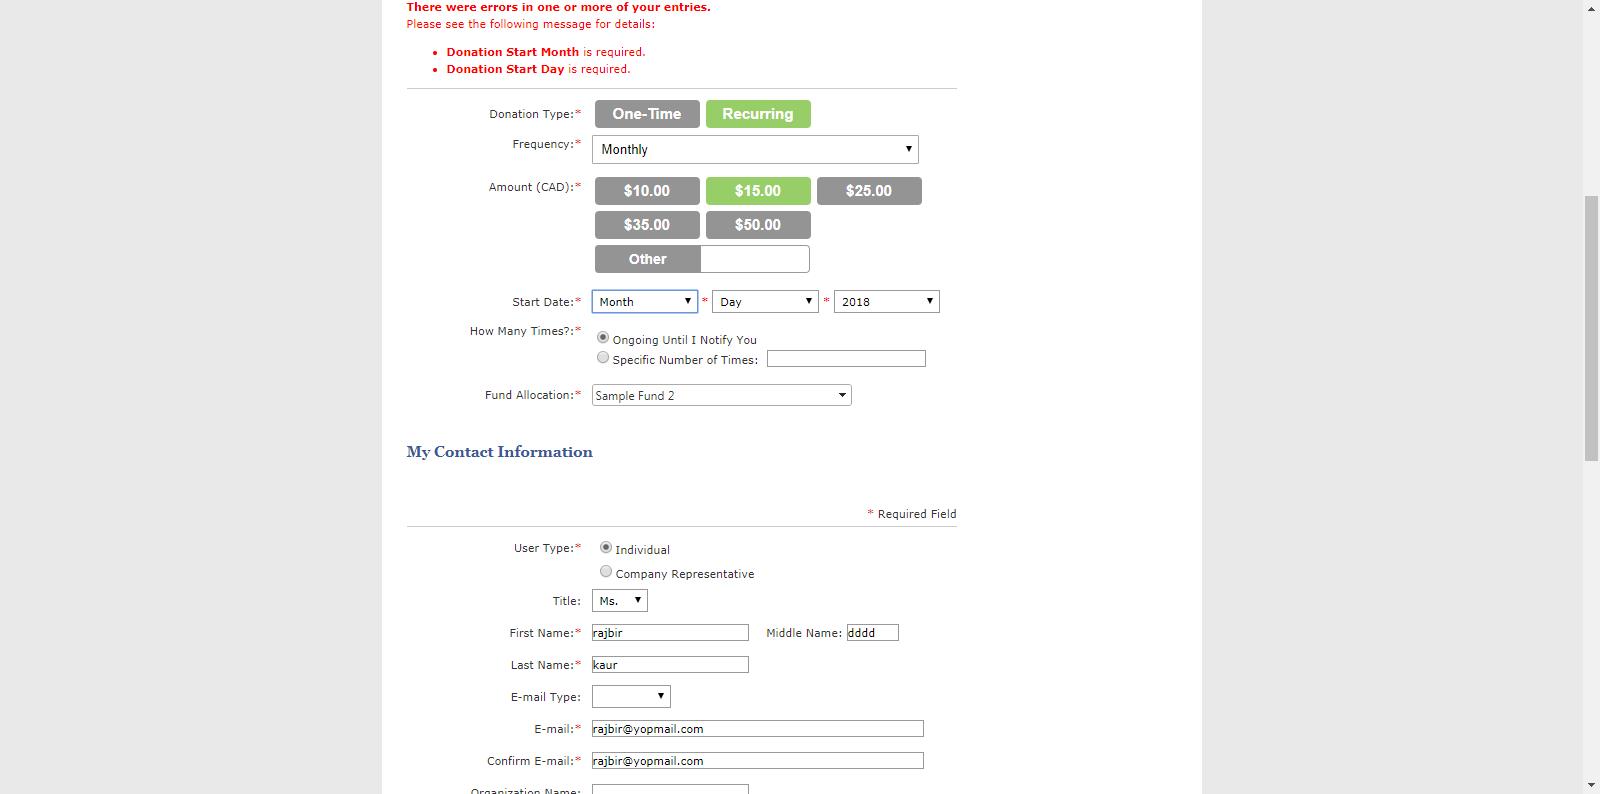 There were errors in one or more of your entries.
Please see the following message for details:
• Donation Start Month is required.
• Donation Start Day is required.
Donation Type:* One-Time Recurring
Frequency:* Monthly
Amount (CAD):* $10.00 $15.00 $25.00
$35.00 $50.00
Other
Start Date:* Month * Day * 2018
How Many Times?:* Ongoing Until I Notify You
Specific Number of Times:
Fund Allocation:* Sample Fund 2
My Contact Information
* Required Field
User Type:* Individual
Company Representative
Title: Ms.
First Name:* rajbir Middle Name: dddd
Last Name:* kaur
E-mail Type:
E-mail:* rajbir@yopmail.com
Confirm E-mail:* rajbir@yopmail.com
Organization Name: